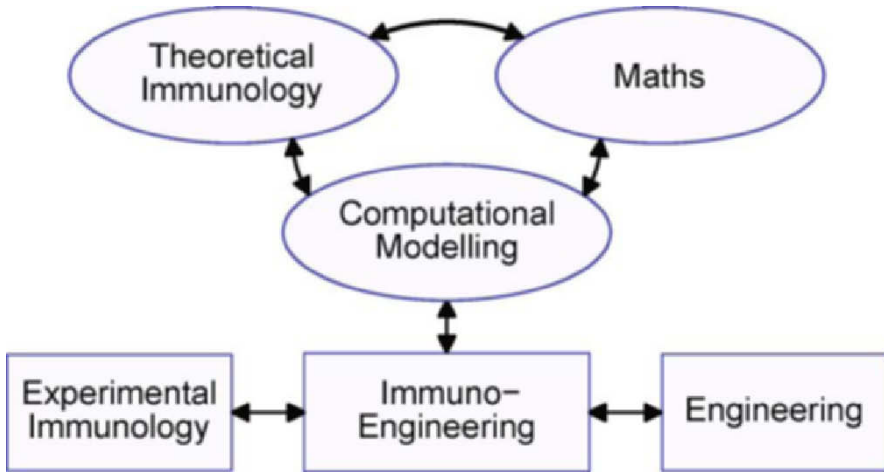 Theoretical
Immunology
Maths
Computational
Modelling
Experimental
Immunology
Immuno−
Engineering
Engineering